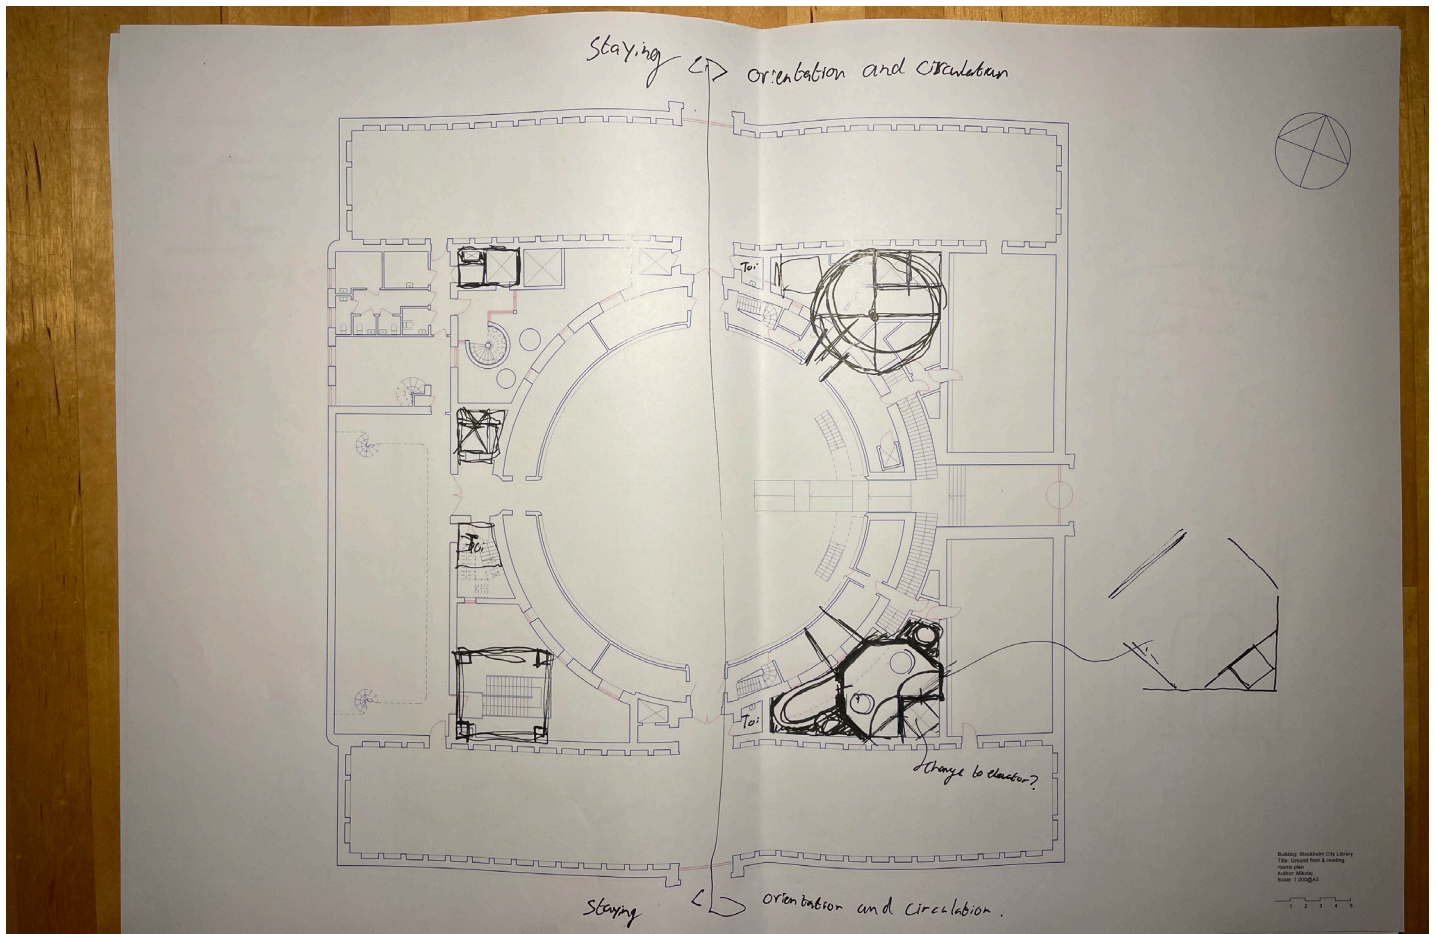 Staying
orientation and circulation
Toi
Toi
Toi
change to elevator?
Building: Stockholm City Library
Title: Ground floor & reading
rooms plan
Author: Mikolaj
Scale: 1:200@A3
1 2 3 4 5
Staying
orientation and circulation.